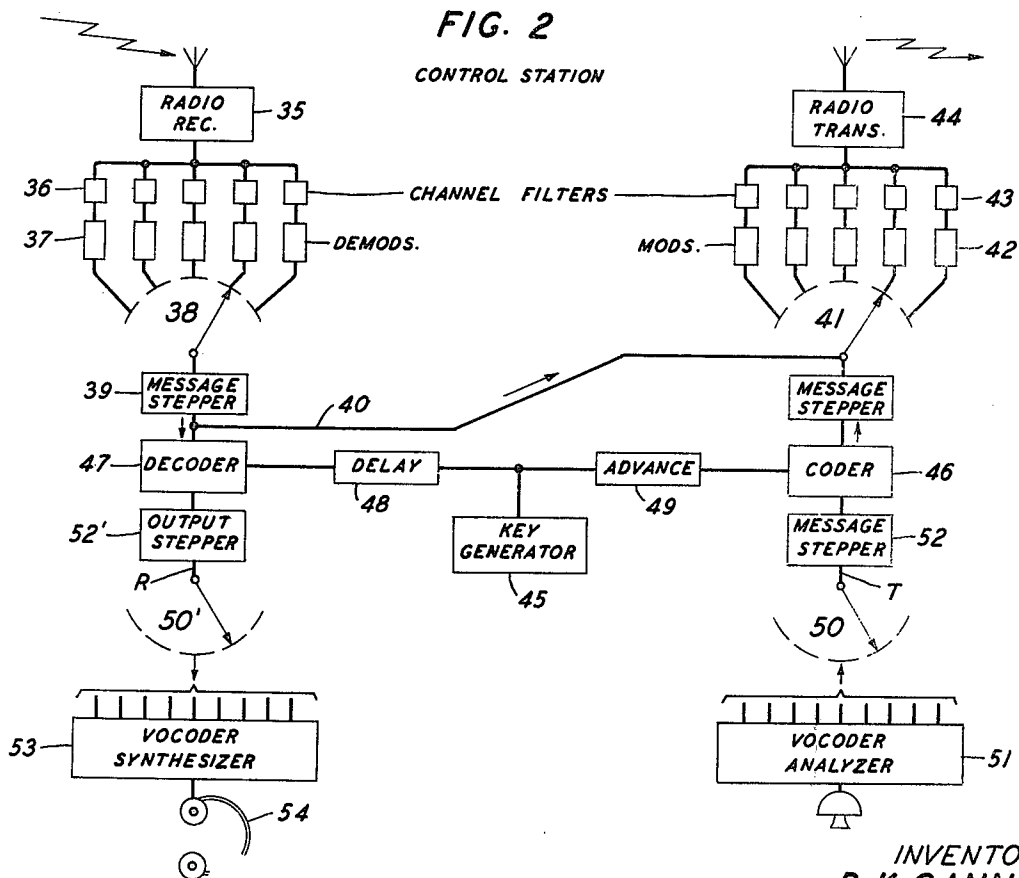 FIG. 2
CONTROL STATION
RADIO
REC.
35
RADIO
TRANS.
44
36
CHANNEL FILTERS
43
37
DEMODS.
MODS.
42
38
41
39
MESSAGE
STEPPER
40
MESSAGE
STEPPER
47
DECODER
DELAY
48
ADVANCE
49
CODER
46
52'
OUTPUT
STEPPER
KEY
GENERATOR
45
MESSAGE
STEPPER
52
R
T
50'
50
53
VOCODER
SYNTHESIZER
VOCODER
ANALYZER
51
54
INVENTO